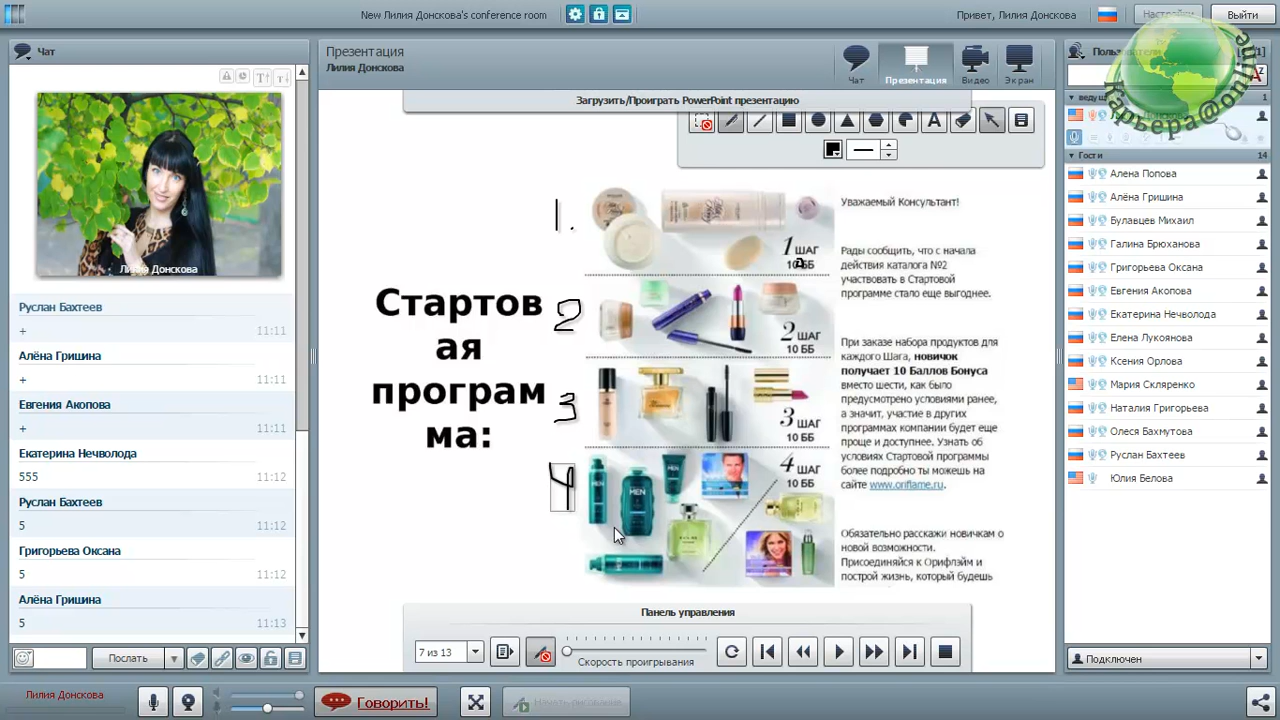 New Лилия Донскова's conference room
Привет, Лилия Донскова
Настройки
Выйти
Чат
Лилия Донскова
Руслан Бахтеев
+
11:11
Алёна Гришина
+
11:11
Евгения Акопова
+
11:11
Екатерина Нечволода
555
11:12
Руслан Бахтеев
5
11:12
Григорьева Оксана
5
11:12
Алёна Гришина
5
11:13
Послать
Презентация
Лилия Донскова
Чат
Презентация
Видео
Экран
Загрузить/Проиграть PowerPoint презентацию
Стартов
ая
програм
ма:
1.
2
3
4
1 ШАГ
10 ББ
2 ШАГ
10 ББ
3 ШАГ
10 ББ
4 ШАГ
10 ББ
MEN
MEN
Уважаемый Консультант!
Рады сообщить, что с начала
действия каталога №2
участвовать в Стартовой
программе стало еще выгоднее.
При заказе набора продуктов для
каждого Шага, новичок
получает 10 Баллов Бонуса
вместо шести, как было
предусмотрено условиями ранее,
а значит, участие в других
программах компании будет еще
проще и доступнее. Узнать об
условиях Стартовой программы
более подробно ты можешь на
сайте www.oriflame.ru.
Обязательно расскажи новичкам о
новой возможности.
Присоединяйся к Орифлэйм и
построй жизнь, который будешь
Панель управления
7 из 13
Скорость проигрывания
карьера@online
ведущ
1
Гости
14
Алена Попова
Алёна Гришина
Булавцев Михаил
Галина Брюханова
Григорьева Оксана
Евгения Акопова
Екатерина Нечволода
Елена Лукоянова
Ксения Орлова
Мария Скляренко
Наталия Григорьева
Олеся Бахмутова
Руслан Бахтеев
Юлия Белова
Подключен
Лилия Донскова
Говорить!